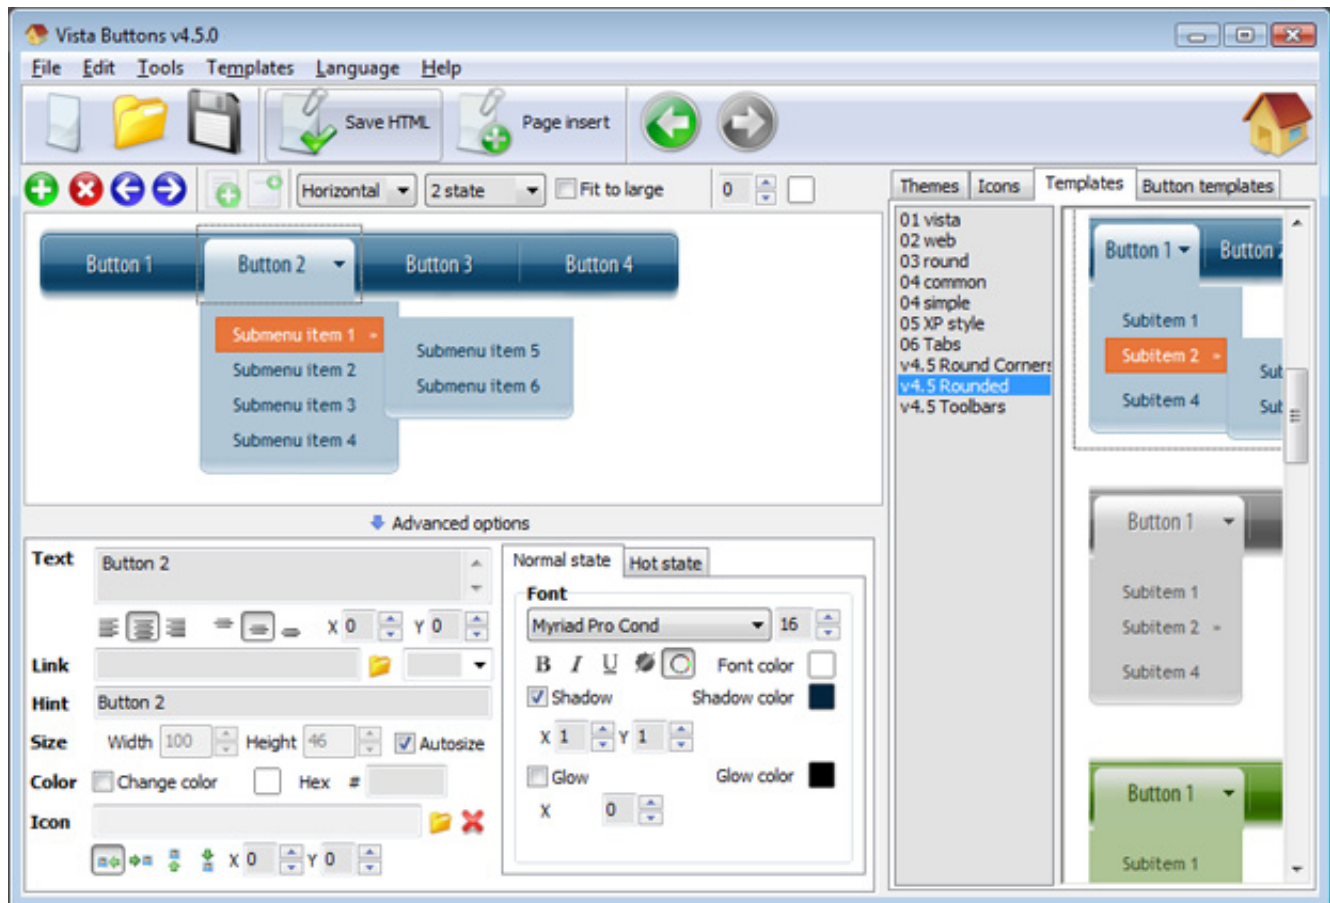 Vista Buttons v4.5.0
File Edit Tools Templates Language Help
Save HTML Page insert
Horizontal 2 state Fit to large 0
Themes Icons Templates Button templates
Button 1 Button 2 Button 3 Button 4
Submenu item 1
Submenu item 2
Submenu item 3
Submenu item 4
Submenu item 5
Submenu item 6
01 vista
02 web
03 round
04 common
04 simple
05 XP style
06 Tabs
v4.5 Round Corners
v4.5 Rounded
v4.5 Toolbars
Button 1 Button 2
Subitem 1
Subitem 2
Subitem 4
Sub
Sub
Button 1
Subitem 1
Subitem 2
Subitem 4
Button 1
Subitem 1
Advanced options
Text Button 2
X 0 Y 0
Link
Hint Button 2
Size Width 100 Height 46 Autosize
Color Change color Hex #
Icon
X 0 Y 0
Normal state Hot state
Font
Myriad Pro Cond 16
B I U Font color
Shadow Shadow color
X 1 Y 1
Glow Glow color
X 0